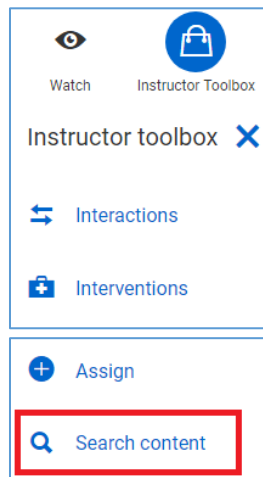 Watch Instructor Toolbox
Instructor toolbox
Interactions
Interventions
Assign
Search content